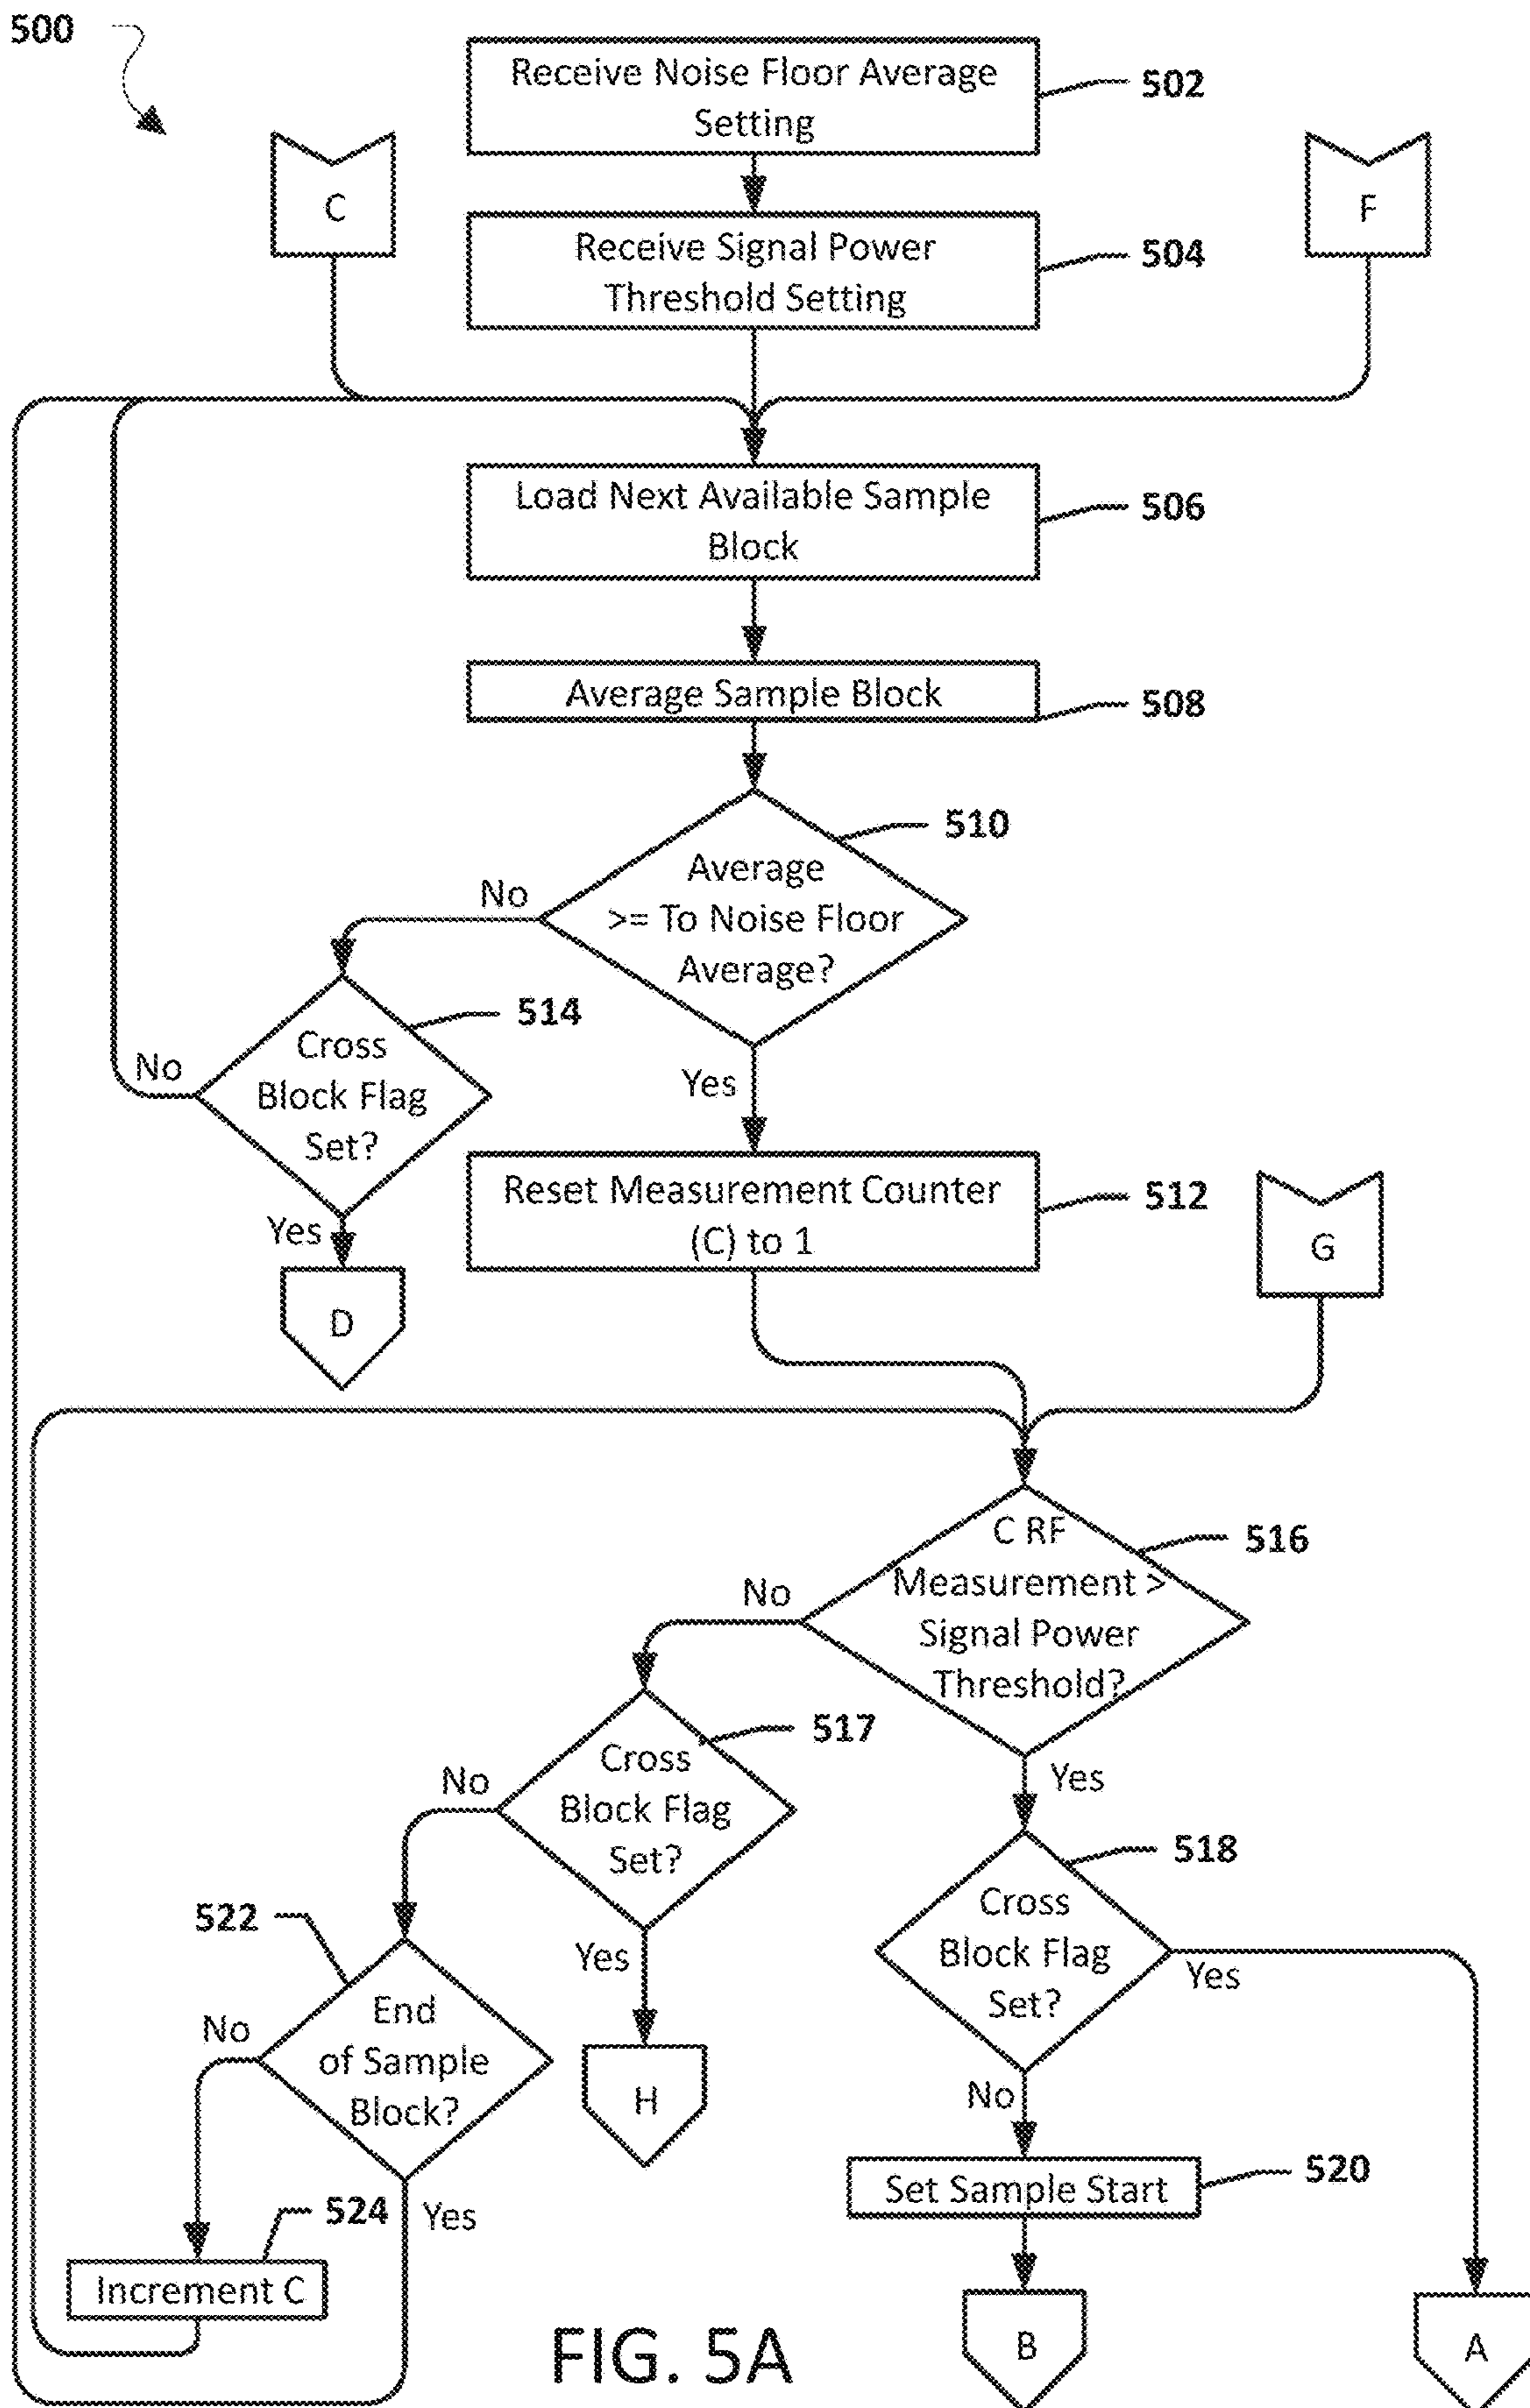 500
Receive Noise Floor Average
Setting
502
C
F
Receive Signal Power
Threshold Setting
504
Load Next Available Sample
Block
506
Average Sample Block
508
510
Average
>= To Noise Floor
Average?
No
514
Cross
Block Flag
Set?
No
Yes
Yes
D
Reset Measurement Counter
(C) to 1
512
G
C RF
Measurement >
Signal Power
Threshold?
516
No
Yes
517
Cross
Block Flag
Set?
No
Yes
H
518
Cross
Block Flag
Set?
Yes
No
522
End
of Sample
Block?
No
Yes
524
Increment C
Set Sample Start
520
B
A
FIG. 5A